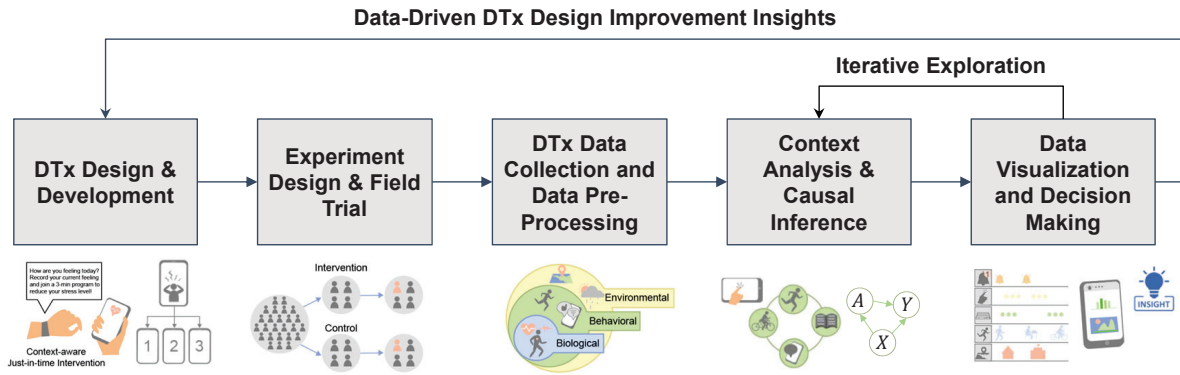 Data-Driven DTx Design Improvement Insights
Iterative Exploration
DTx Design &
Development
Experiment
Design & Field
Trial
DTx Data
Collection and
Data Pre-
Processing
Context
Analysis &
Causal
Inference
Data
Visualization
and Decision
Making
How are you feeling today?
Record your current feeling
and join a 3-min program to
reduce your stress level!
1 2 3
Context-aware
Just-in-time Intervention
Intervention
Control
Environmental
Behavioral
Biological
A Y
X
INSIGHT